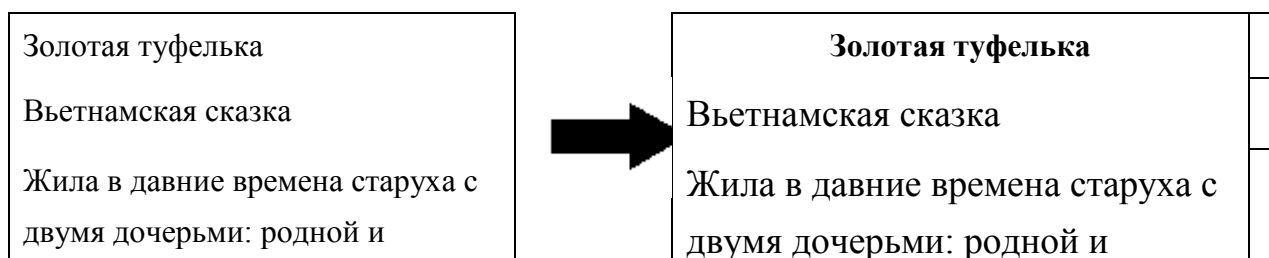 Золотая туфелька
Вьетнамская сказка
Жила в давние времена старуха с
двумя дочерьми: родной и
Золотая туфелька
Вьетнамская сказка
Жила в давние времена старуха с
двумя дочерьми: родной и